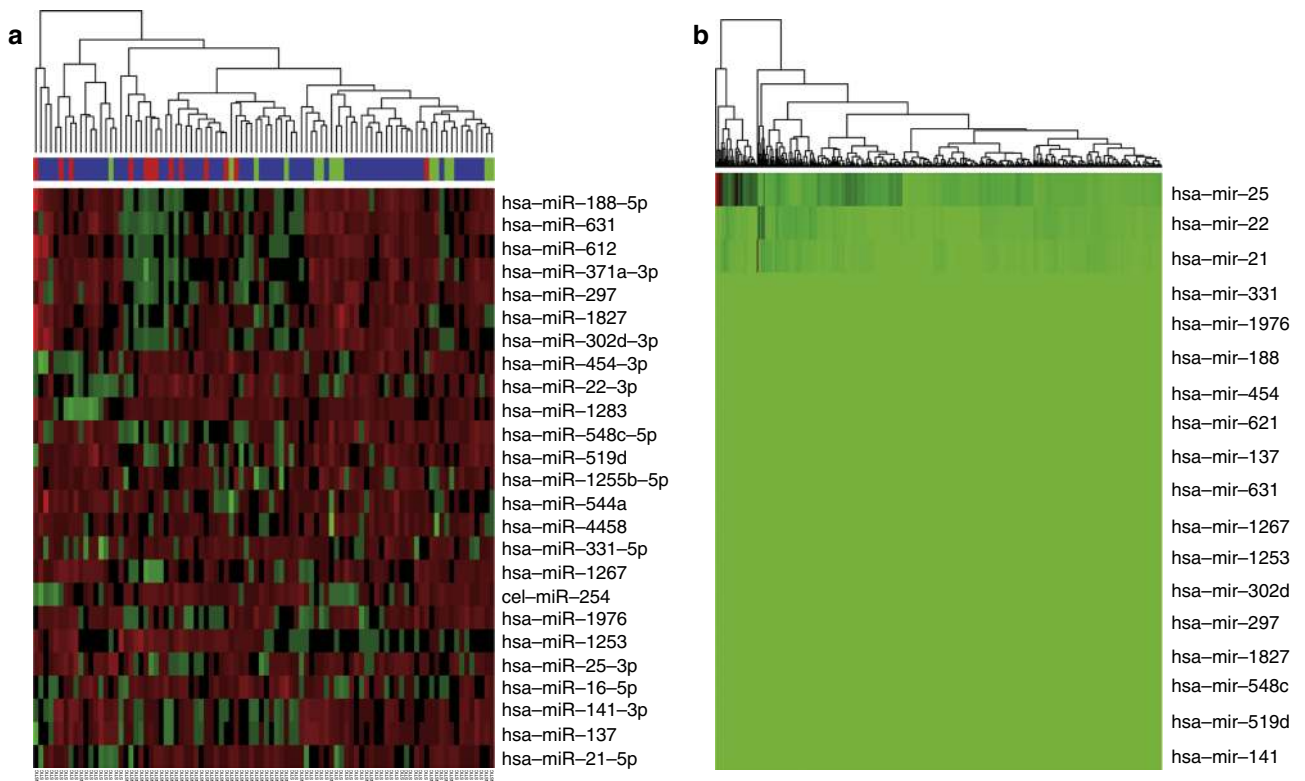 a
hsa–miR–188–5p
hsa–miR–631
hsa–miR–612
hsa–miR–371a–3p
hsa–miR–297
hsa–miR–1827
hsa–miR–302d–3p
hsa–miR–454–3p
hsa–miR–22–3p
hsa–miR–1283
hsa–miR–548c–5p
hsa–miR–519d
hsa–miR–1255b–5p
hsa–miR–544a
hsa–miR–4458
hsa–miR–331–5p
hsa–miR–1267
cel–miR–254
hsa–miR–1976
hsa–miR–1253
hsa–miR–25–3p
hsa–miR–16–5p
hsa–miR–141–3p
hsa–miR–137
hsa–miR–21–5p
b
hsa–mir–25
hsa–mir–22
hsa–mir–21
hsa–mir–331
hsa–mir–1976
hsa–mir–188
hsa–mir–454
hsa–mir–621
hsa–mir–137
hsa–mir–631
hsa–mir–1267
hsa–mir–1253
hsa–mir–302d
hsa–mir–297
hsa–mir–1827
hsa–mir–548c
hsa–mir–519d
hsa–mir–141